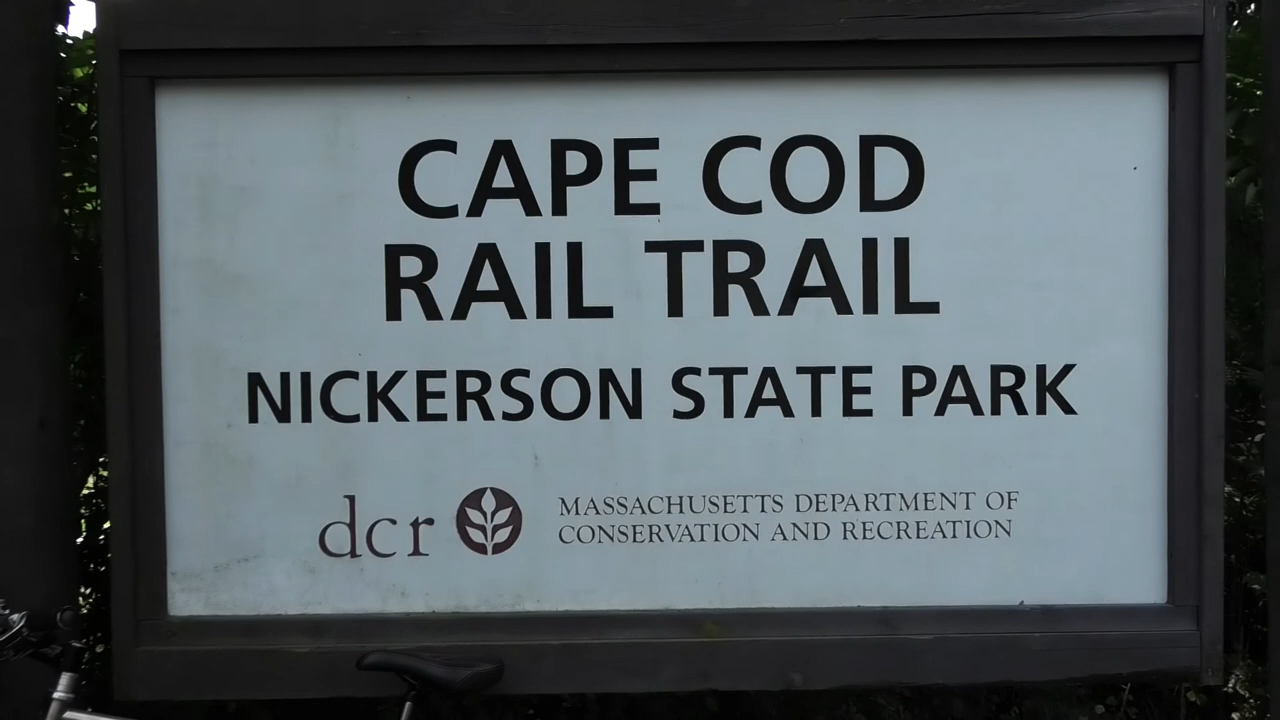 CAPE COD
RAIL TRAIL
NICKERSON STATE PARK
dcr MASSACHUSETTS DEPARTMENT OF
CONSERVATION AND RECREATION